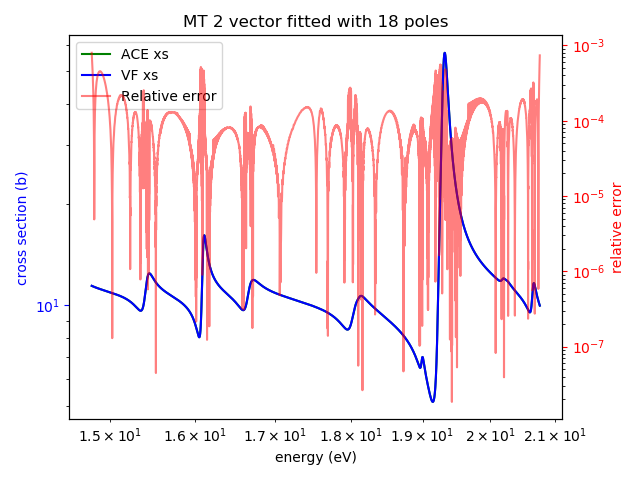 MT 2 vector fitted with 18 poles
ACE xs
VF xs
Relative error
cross section (b)
10¹
10⁻³
10⁻⁴
10⁻⁵
10⁻⁶
10⁻⁷
relative error
1.5 × 10¹ 1.6 × 10¹ 1.7 × 10¹ 1.8 × 10¹ 1.9 × 10¹ 2 × 10¹ 2.1 × 10¹
energy (eV)